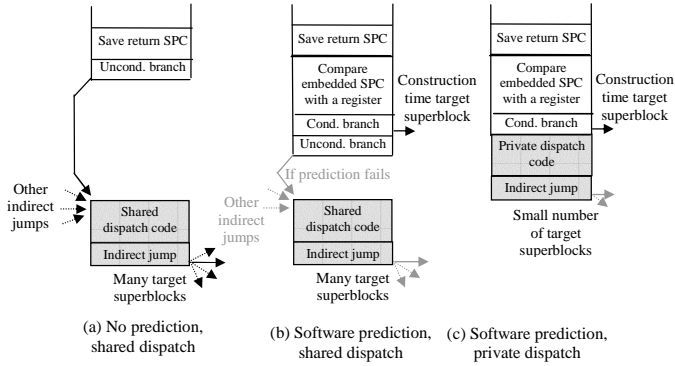 Save return SPC
Uncond. branch
Other
indirect
jumps
Shared
dispatch code
Indirect jump
Many target
superblocks
(a) No prediction,
shared dispatch
Save return SPC
Compare
embedded SPC
with a register
Cond. branch
Uncond. branch
Construction
time target
superblock
If prediction fails
Other
indirect
jumps
Shared
dispatch code
Indirect jump
Many target
superblocks
(b) Software prediction,
shared dispatch
Save return SPC
Compare
embedded SPC
with a register
Cond. branch
Private dispatch
code
Indirect jump
Construction
time target
superblock
Small number
of target
superblocks
(c) Software prediction,
private dispatch